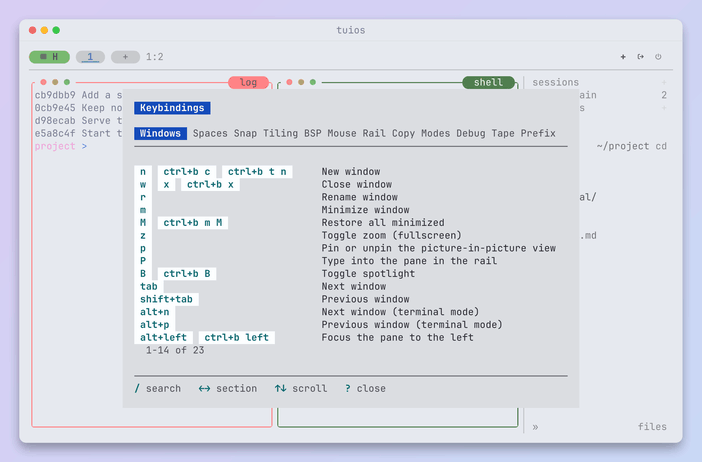 tuios
H 1 + 1:2
log shell sessions
cb9dbb9 Add a s
ain 2
0cb9e45 Keep no
s
d98ecab Serve t
e5a8c4f Start t
project > ~/project cd
al/
.md
Keybindings
Windows Spaces Snap Tiling BSP Mouse Rail Copy Modes Debug Tape Prefix
n ctrl+b c ctrl+b t n New window
w x ctrl+b x Close window
r Rename window
m Minimize window
M ctrl+b m M Restore all minimized
z Toggle zoom (fullscreen)
p Pin or unpin the picture-in-picture view
P Type into the pane in the rail
B ctrl+b B Toggle spotlight
tab Next window
shift+tab Previous window
alt+n Next window (terminal mode)
alt+p Previous window (terminal mode)
alt+left ctrl+b left Focus the pane to the left
1-14 of 23
/ search ↔ section ↑↓ scroll ? close
» files